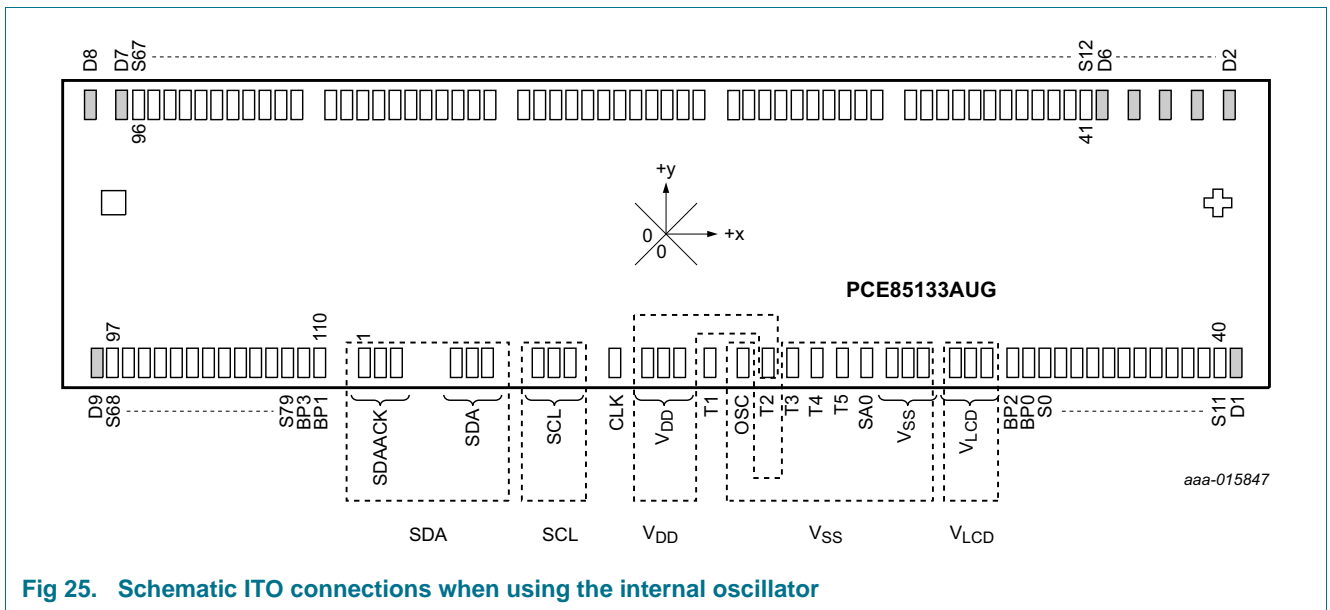 D8
D7
S67
S12
D6
D2
96
41
+y
0
+x
0
PCE85133AUG
97
110
1
40
D9
S68
S79
BP3
BP1
SDAACK
SDA
SCL
CLK
VDD
T1
OSC
T2
T3
T4
T5
SA0
VSS
VLCD
BP2
BP0
S0
S11
D1
aaa-015847
SDA
SCL
VDD
VSS
VLCD
Fig 25. Schematic ITO connections when using the internal oscillator